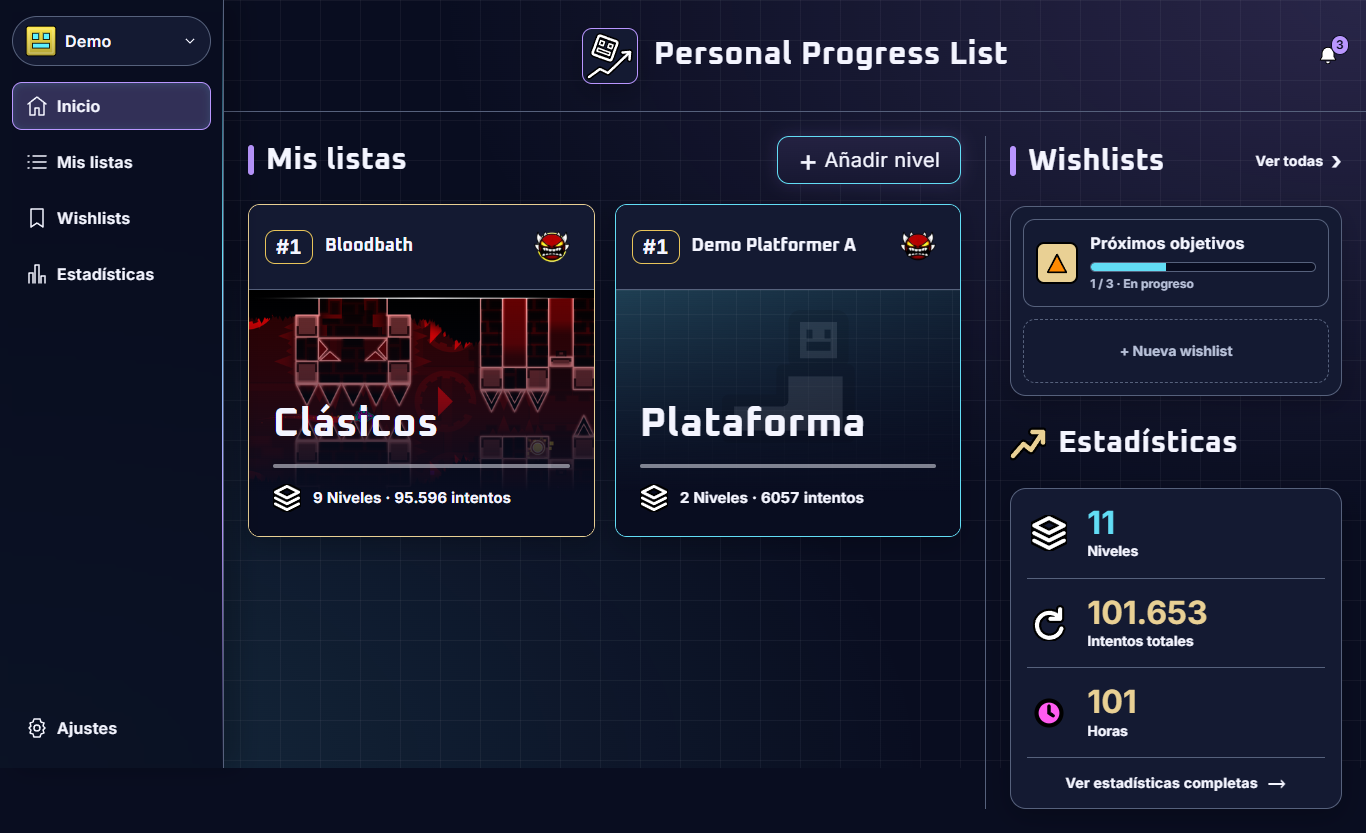 Demo
Inicio
Mis listas
Wishlists
Estadísticas
Ajustes
Personal Progress List
3
Mis listas
+ Añadir nivel
#1 Bloodbath
Clásicos
9 Niveles · 95.596 intentos
#1 Demo Platformer A
Plataforma
2 Niveles · 6057 intentos
Wishlists
Ver todas
Próximos objetivos
1 / 3 · En progreso
+ Nueva wishlist
Estadísticas
11
Niveles
101.653
Intentos totales
101
Horas
Ver estadísticas completas →